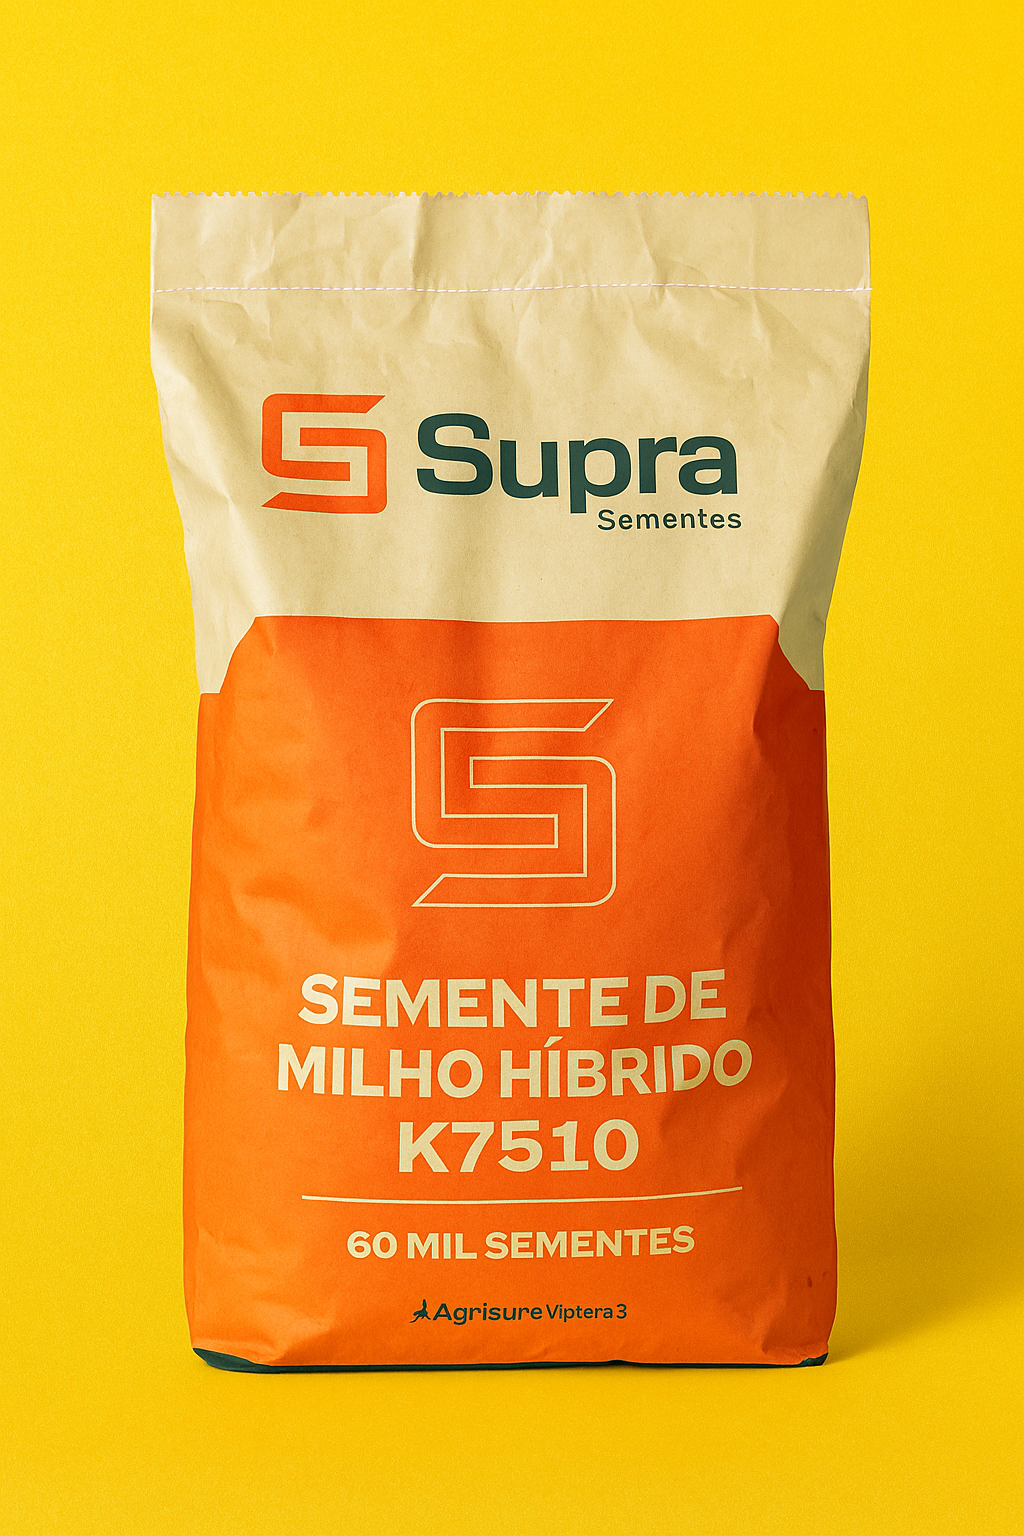 Supra
Sementes
SEMENTE DE
MILHO HÍBRIDO
K7510
60 MIL SEMENTES
Agrisure Viptera 3